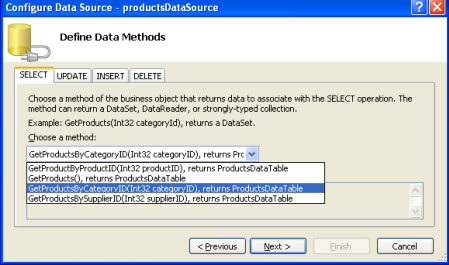 Configure Data Source - productsDataSource
Define Data Methods
SELECT UPDATE INSERT DELETE
Choose a method of the business object that returns data to associate with the SELECT operation. The
method can return a DataSet, DataReader, or strongly-typed collection.
Example: GetProducts(Int32 categoryId), returns a DataSet.
Choose a method:
GetProductsByCategoryID(Int32 categoryID), returns Prc
GetProductByProductID(Int32 productID), returns ProductsDataTable
GetProducts(), returns ProductsDataTable
GetProductsByCategoryID(Int32 categoryID), returns ProductsDataTable
GetProductsBySupplierID(Int32 supplierID), returns ProductsDataTable
< Previous Next > Finish Cancel